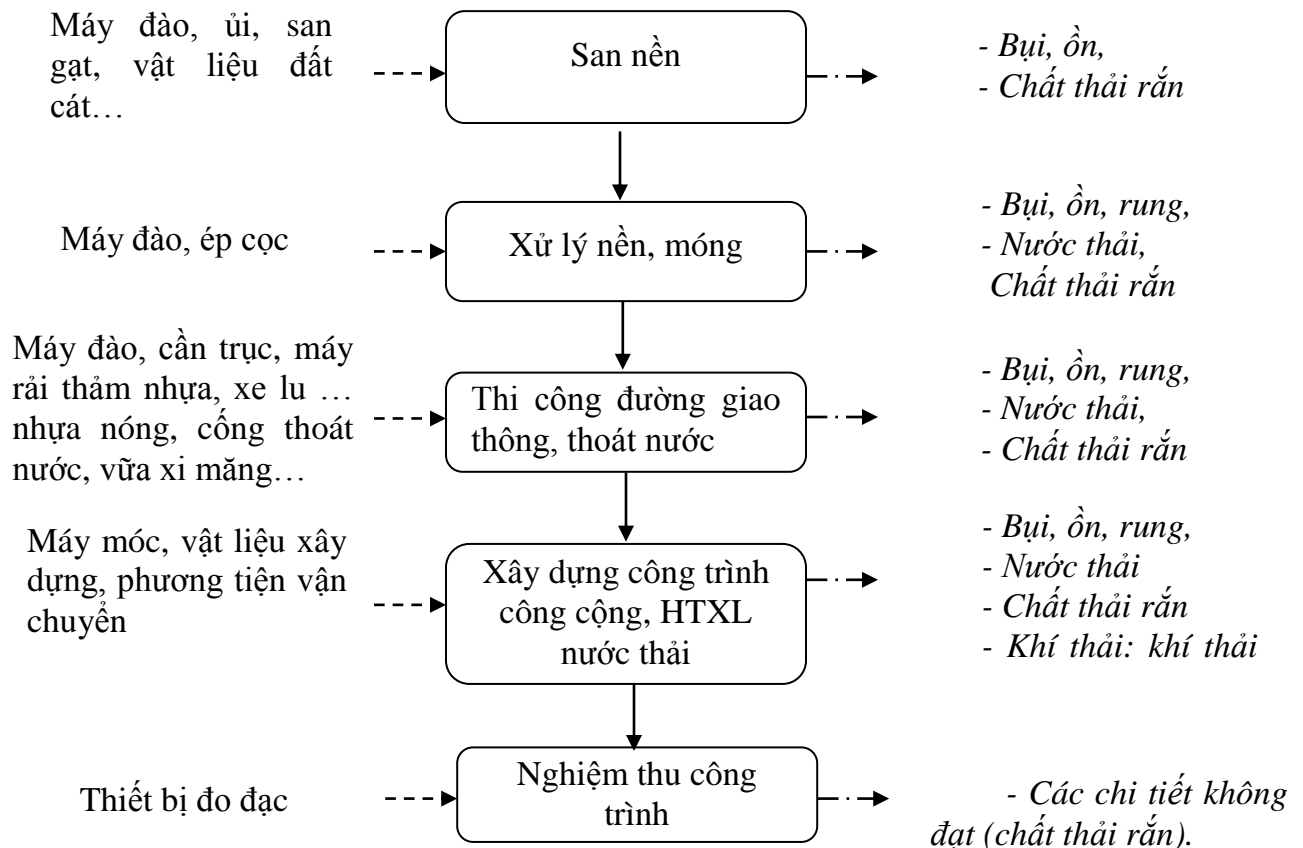 Máy đào, ủi, san
gạt, vật liệu đất
cát…
San nền
- Bụi, ồn,
- Chất thải rắn
Máy đào, ép cọc
Xử lý nền, móng
- Bụi, ồn, rung,
- Nước thải,
Chất thải rắn
Máy đào, cần trục, máy
rải thảm nhựa, xe lu …
nhựa nóng, cống thoát
nước, vữa xi măng…
Thi công đường giao
thông, thoát nước
- Bụi, ồn, rung,
- Nước thải,
- Chất thải rắn
Máy móc, vật liệu xây
dựng, phương tiện vận
chuyển
Xây dựng công trình
công cộng, HTXL
nước thải
- Bụi, ồn, rung,
- Nước thải
- Chất thải rắn
- Khí thải: khí thải
Thiết bị đo đạc
Nghiệm thu công
trình
- Các chi tiết không
đạt (chất thải rắn).